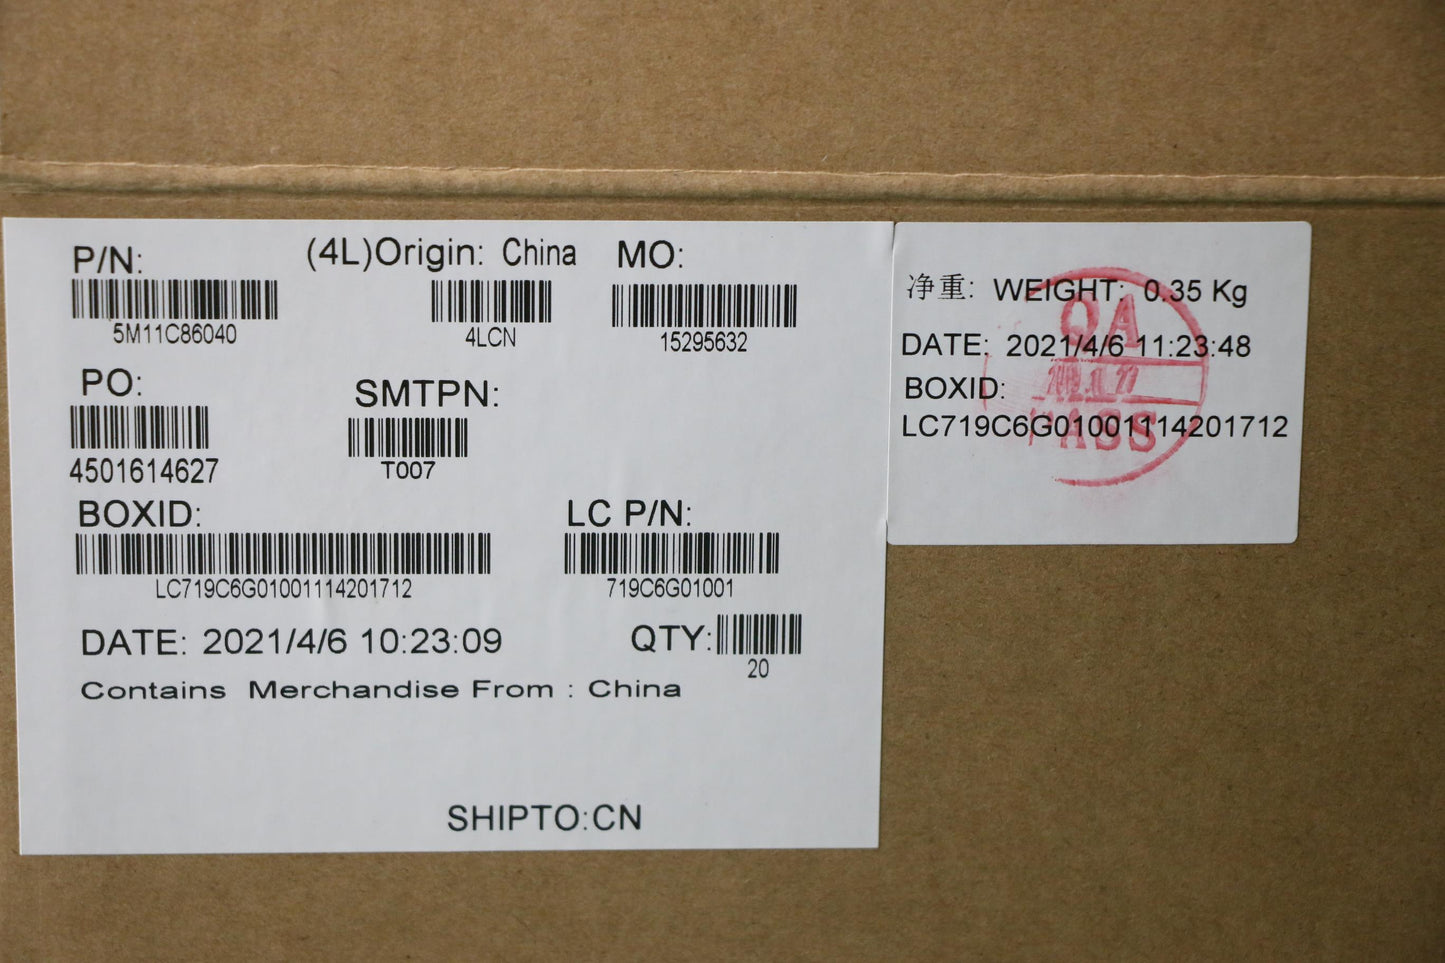 P/N:
5M11C86040
(4L)Origin: China
4LCN
MO:
15295632
PO:
4501614627
SMTPN:
T007
BOXID:
LC719C6G01001114201712
LC P/N:
719C6G01001
DATE: 2021/4/6 10:23:09
QTY:
20
Contains Merchandise From : China
SHIPTO:CN
净重: WEIGHT: 0.35 Kg
DATE: 2021/4/6 11:23:48
BOXID:
LC719C6G01001114201712
QA
PASS